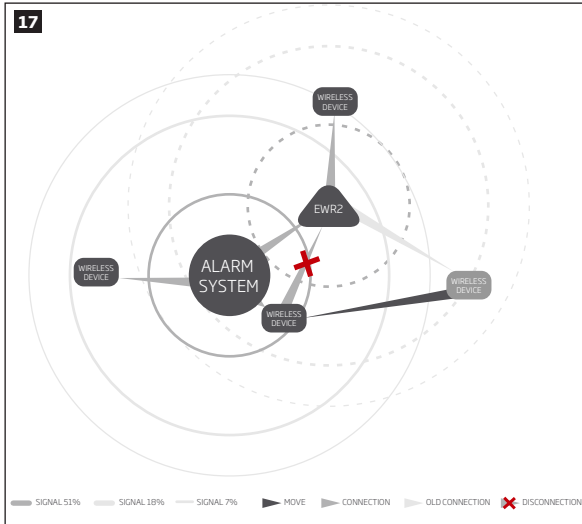 17
WIRELESS
DEVICE
EWR2
ALARM
SYSTEM
WIRELESS
DEVICE
WIRELESS
DEVICE
WIRELESS
DEVICE
SIGNAL 51%
SIGNAL 18%
SIGNAL 7%
MOVE
CONNECTION
OLD CONNECTION
DISCONNECTION